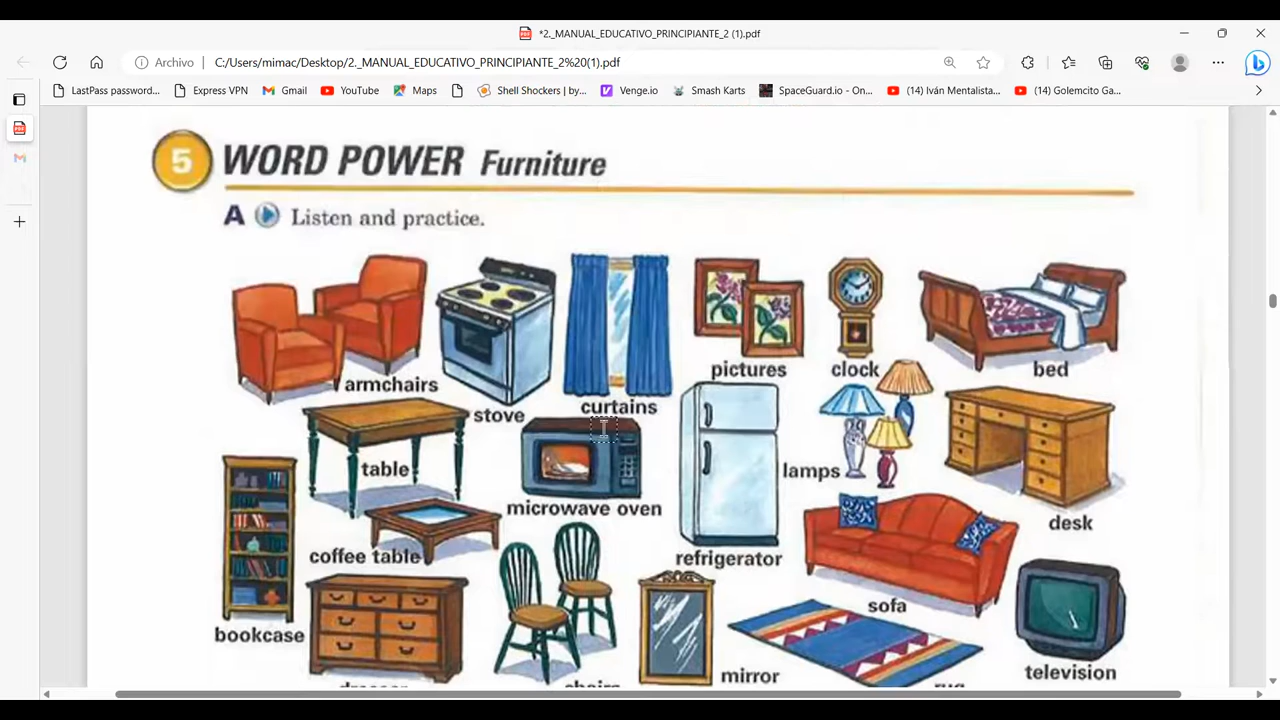 *2._MANUAL_EDUCATIVO_PRINCIPIANTE_2 (1).pdf
Archivo C:/Users/mimac/Desktop/2._MANUAL_EDUCATIVO_PRINCIPIANTE_2%20(1).pdf
LastPass password... Express VPN Gmail YouTube Maps Shell Shockers | by... Venge.io Smash Karts SpaceGuard.io - On... (14) Iván Mentalista... (14) Golemcito Ga...
5 WORD POWER Furniture
A Listen and practice.
armchairs
stove
curtains
pictures
clock
bed
table
microwave oven
lamps
desk
coffee table
refrigerator
bookcase
sofa
mirror
television
dresser
chairs
rug